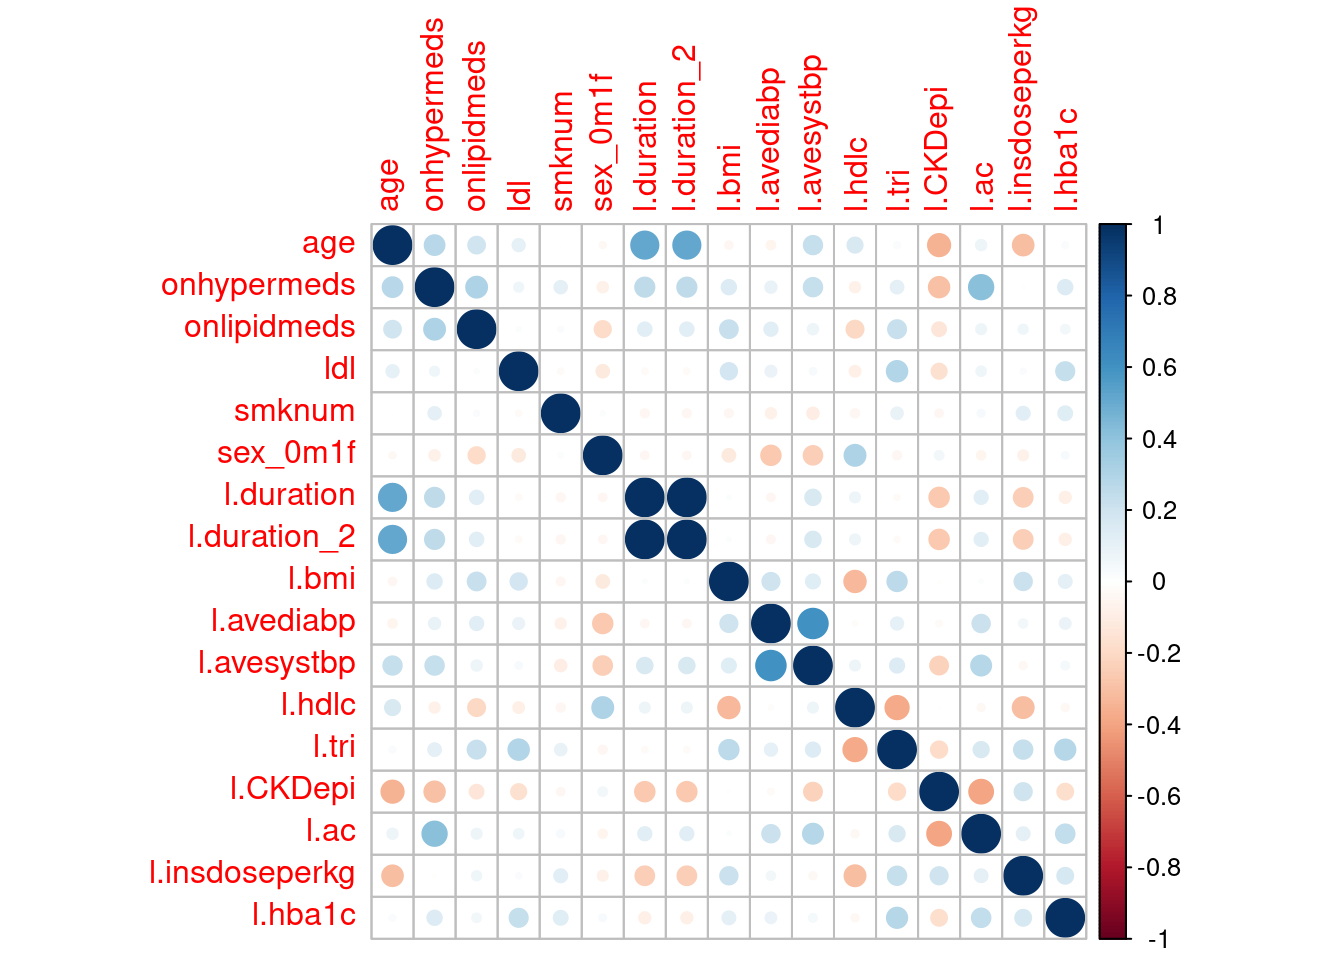 age
onhypermeds
onlipidmeds
ldl
smknum
sex_0m1f
l.duration
l.duration_2
l.bmi
l.avediabp
l.avesystbp
l.hdlc
l.tri
l.CKDepi
l.ac
l.insdoseperkg
l.hba1c
age
onhypermeds
onlipidmeds
ldl
smknum
sex_0m1f
l.duration
l.duration_2
l.bmi
l.avediabp
l.avesystbp
l.hdlc
l.tri
l.CKDepi
l.ac
l.insdoseperkg
l.hba1c
1
0.8
0.6
0.4
0.2
0
-0.2
-0.4
-0.6
-0.8
-1